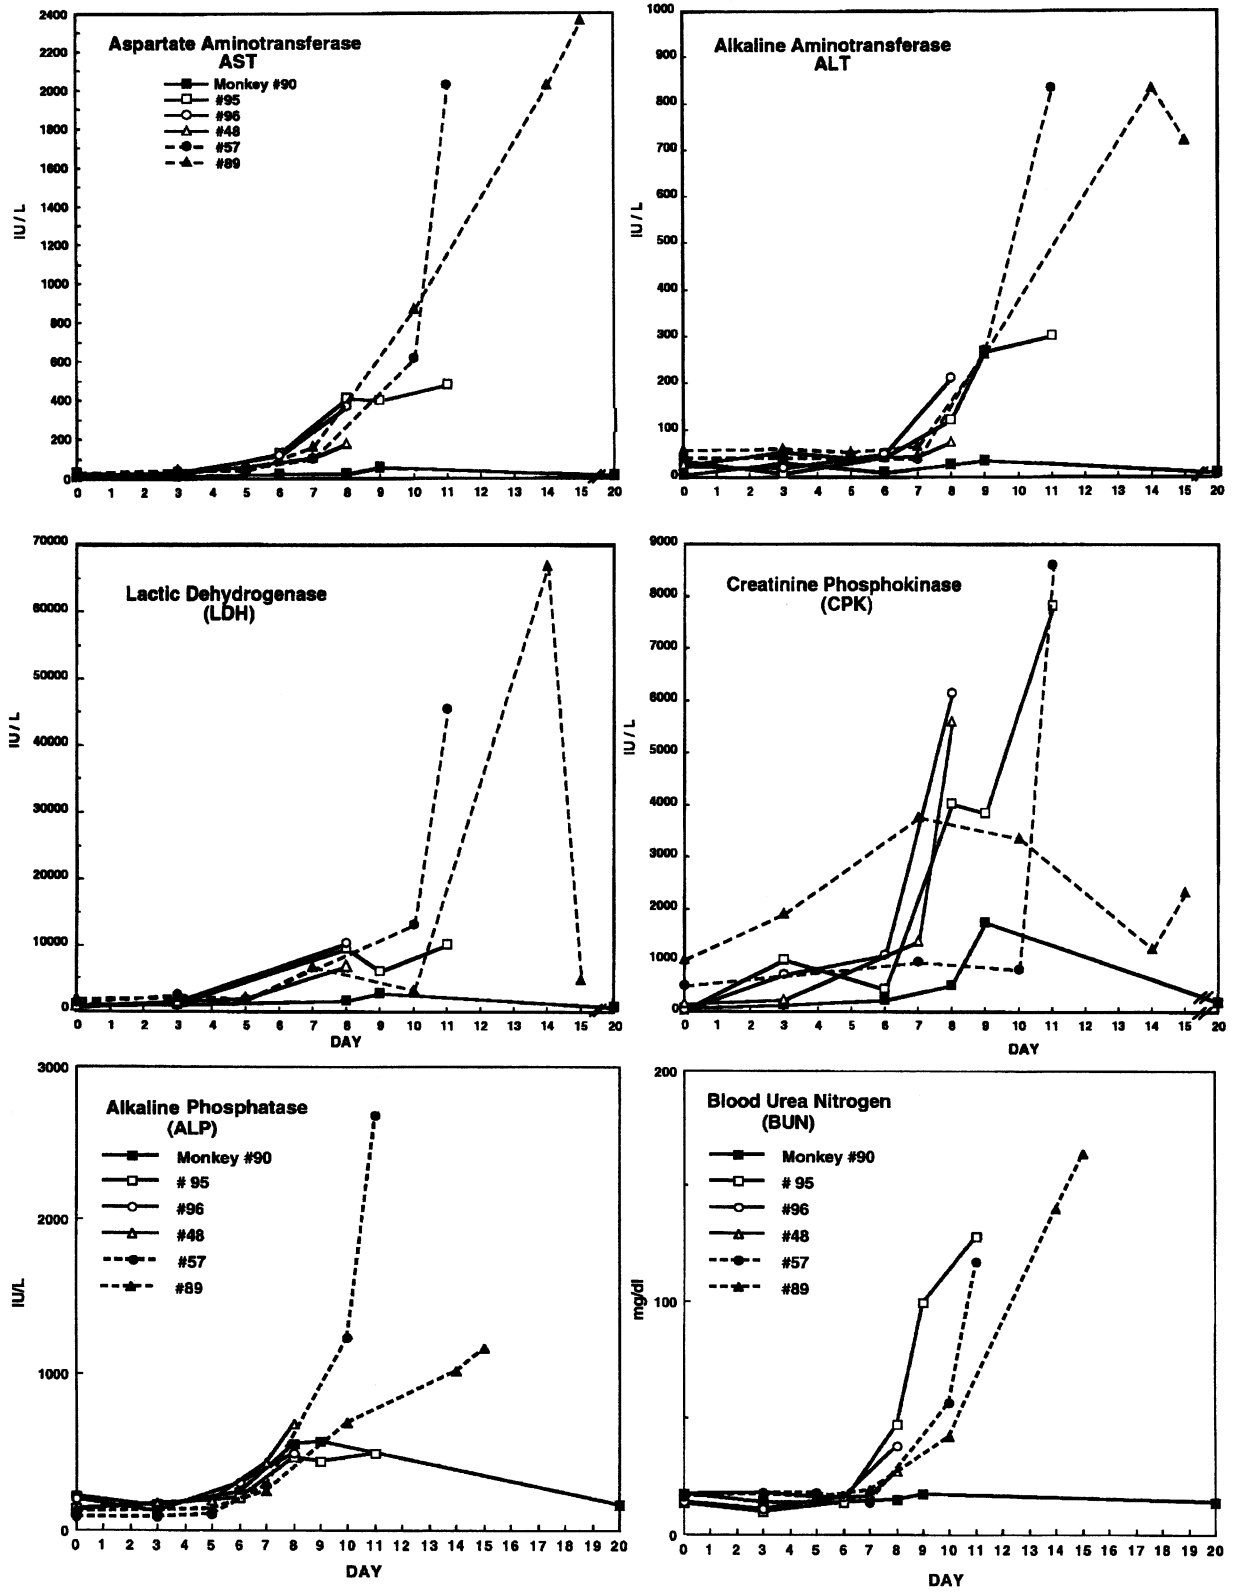 Aspartate Aminotransferase
AST
Monkey #90
#95
#96
#48
#57
#89
2400
2200
2000
1800
1600
1400
1200
1000
800
600
400
200
0
IU / L
0 1 2 3 4 5 6 7 8 9 10 11 12 13 14 15 20
Alkaline Aminotransferase
ALT
1000
900
800
700
600
500
400
300
200
100
0
IU / L
0 1 2 3 4 5 6 7 8 9 10 11 12 13 14 15 20
Lactic Dehydrogenase
(LDH)
70000
60000
50000
40000
30000
20000
10000
0
IU / L
0 1 2 3 4 5 6 7 8 9 10 11 12 13 14 15 20
DAY
Creatinine Phosphokinase
(CPK)
9000
8000
7000
6000
5000
4000
3000
2000
1000
0
IU / L
0 1 2 3 4 5 6 7 8 9 10 11 12 13 14 15 20
DAY
Alkaline Phosphatase
(ALP)
Monkey #90
# 95
#96
#48
#57
#89
3000
2000
1000
0
IU/L
0 1 2 3 4 5 6 7 8 9 10 11 12 13 14 15 16 17 18 19 20
DAY
Blood Urea Nitrogen
(BUN)
Monkey #90
# 95
#96
#48
#57
#89
200
100
0
mg/dl
0 1 2 3 4 5 6 7 8 9 10 11 12 13 14 15 16 17 18 19 20
DAY